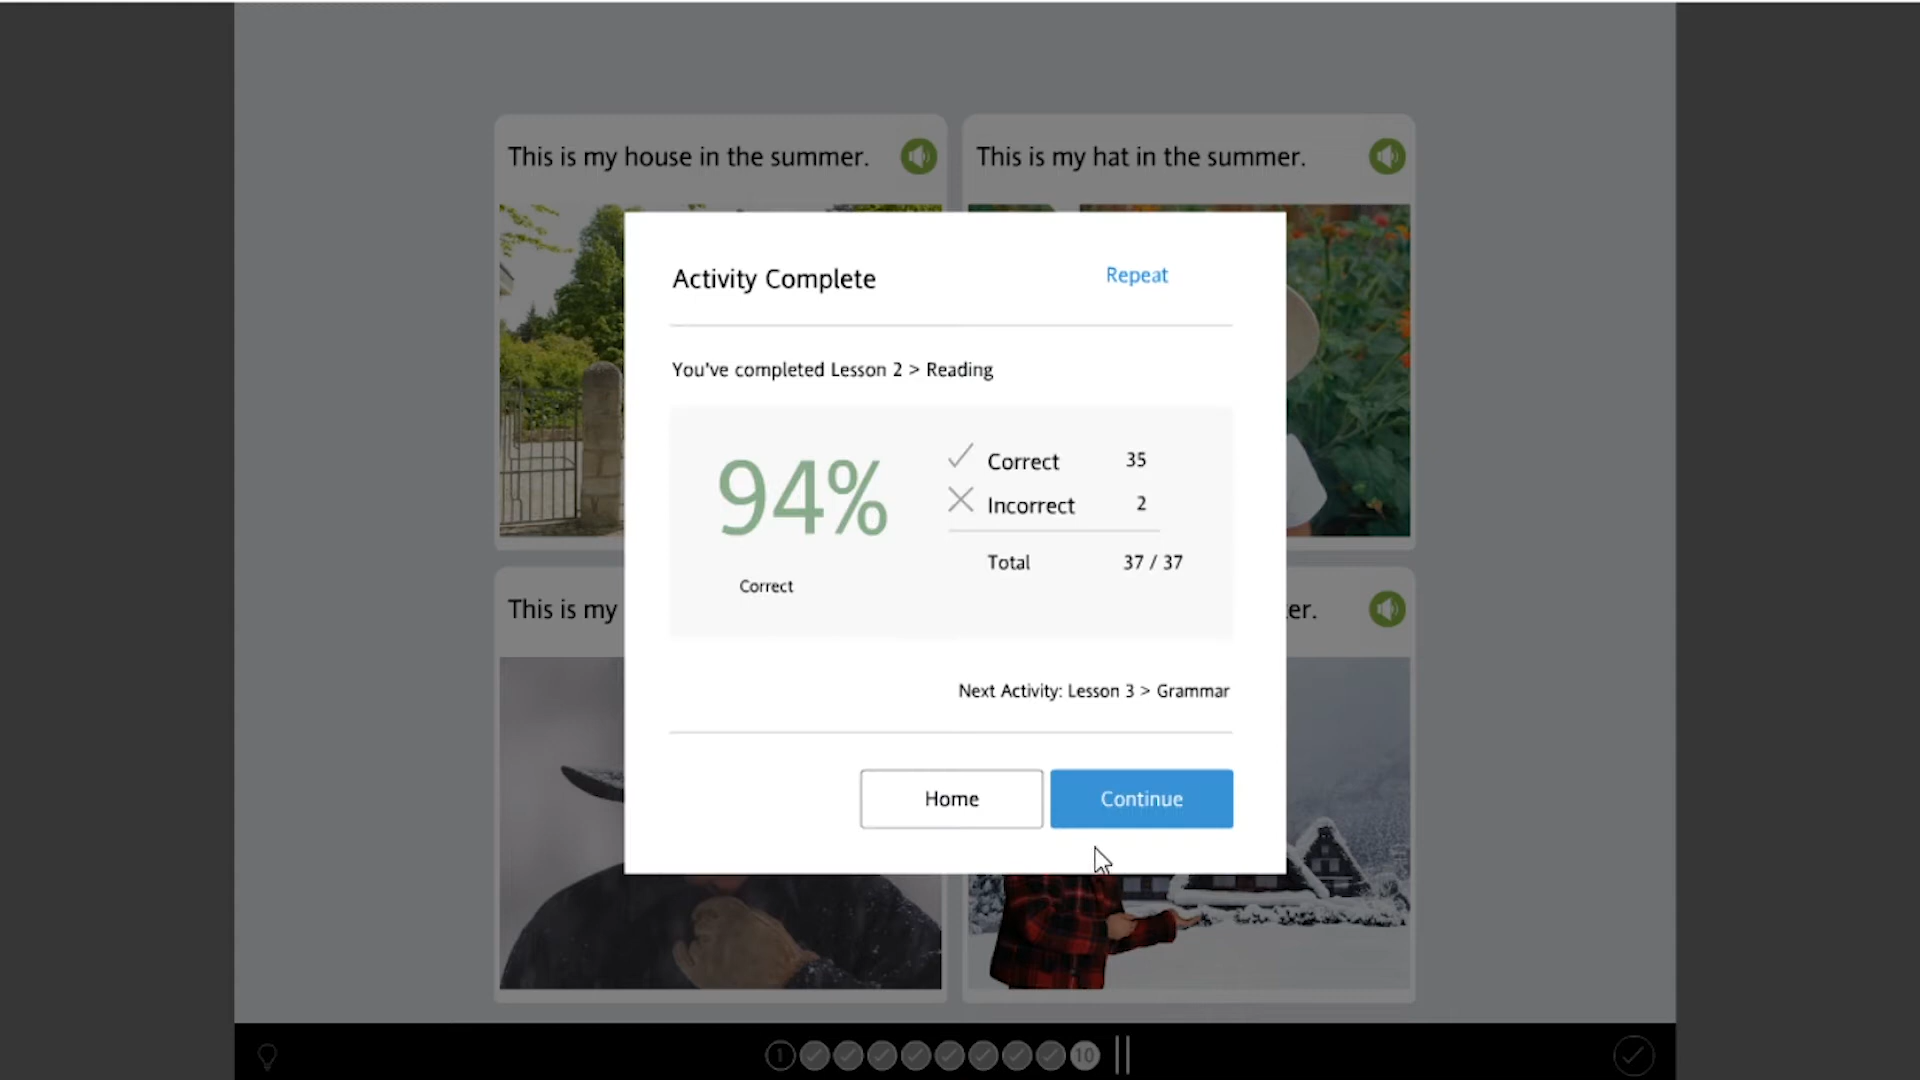 This is my house in the summer.
This is my hat in the summer.
Activity Complete
Repeat
You've completed Lesson 2 > Reading
94%
Correct
Correct 35
Incorrect 2
Total 37 / 37
This is my
er.
Next Activity: Lesson 3 > Grammar
Home
Continue
1
10